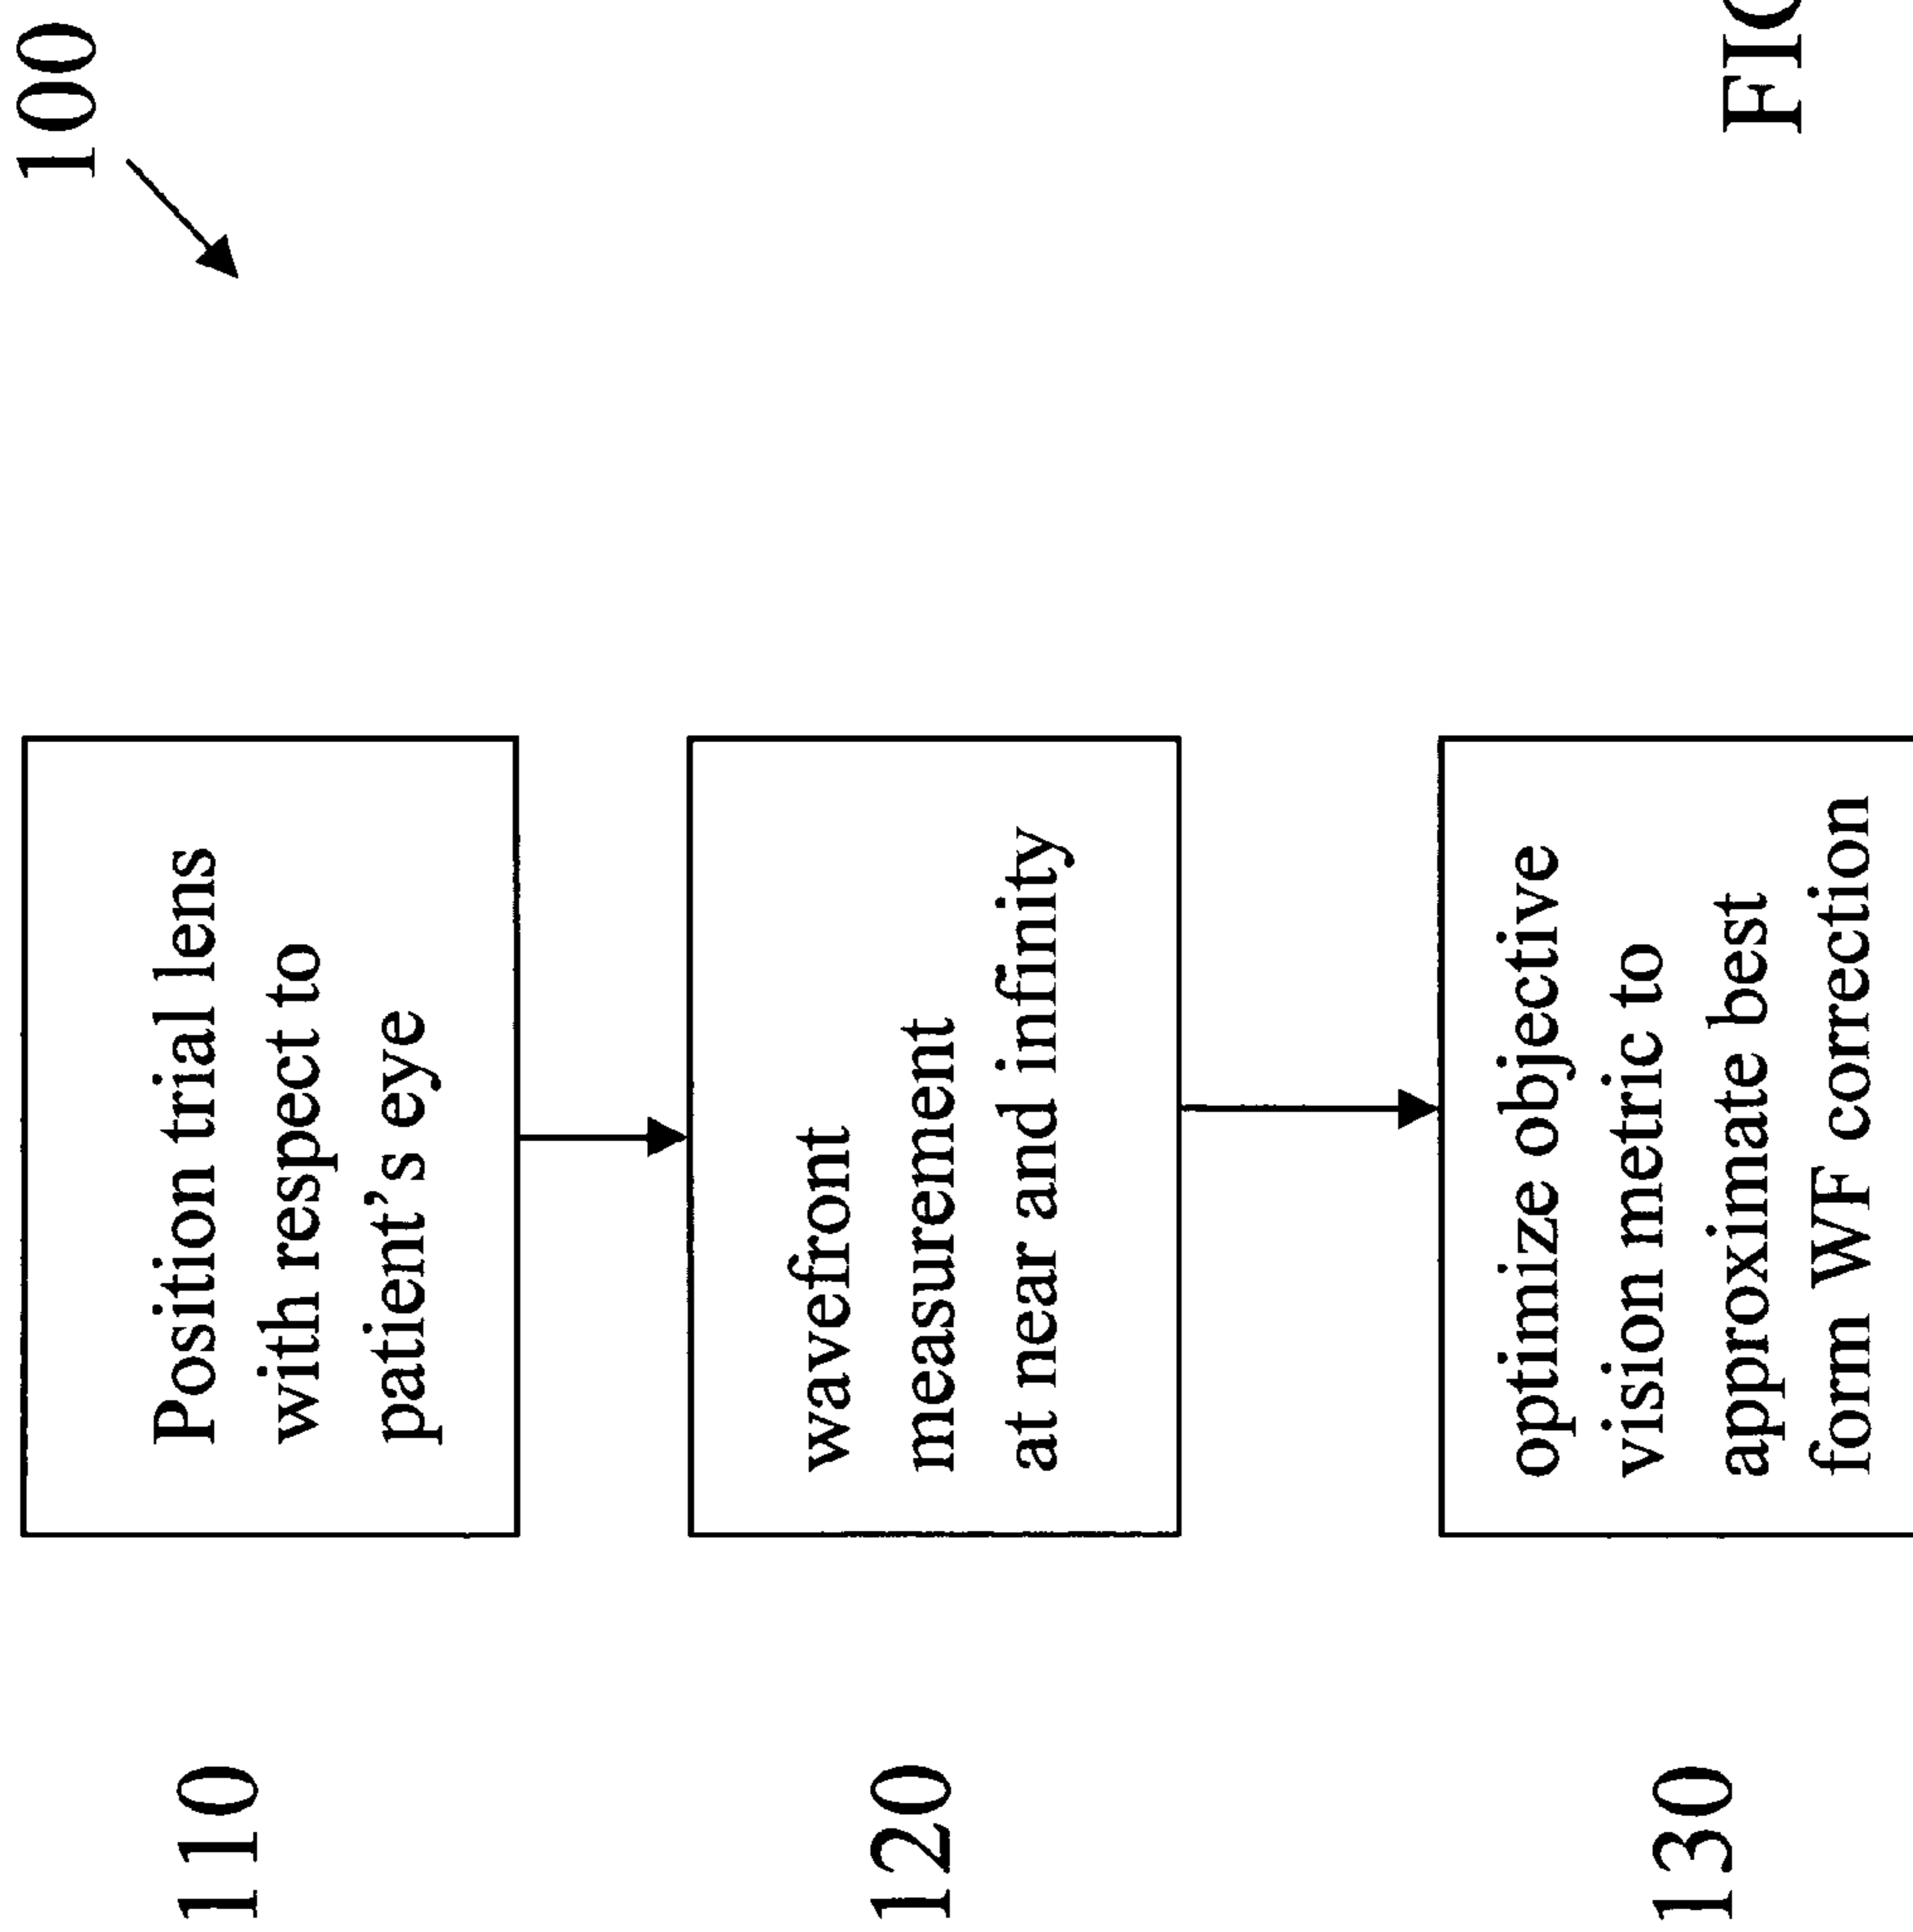 100
110
Position trial lens
with respect to
patient's eye
120
wavefront
measurement
at near and infinity
130
optimize objective
vision metric to
approximate best
form WF correction